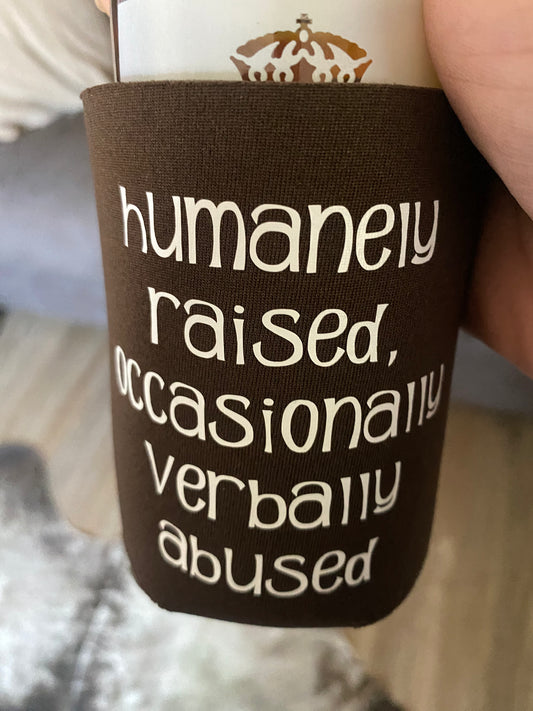 humanely
raised,
occasionally
verbally
abused